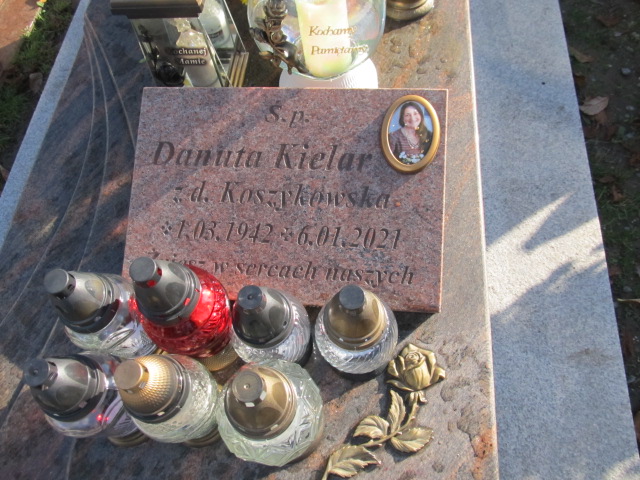 Kochamy
Pamiętamy
Mamie
Ś.p.
Danuta Kielar
z d. Koszykowska
1.03.1942 6.01.2021
w sercach naszych